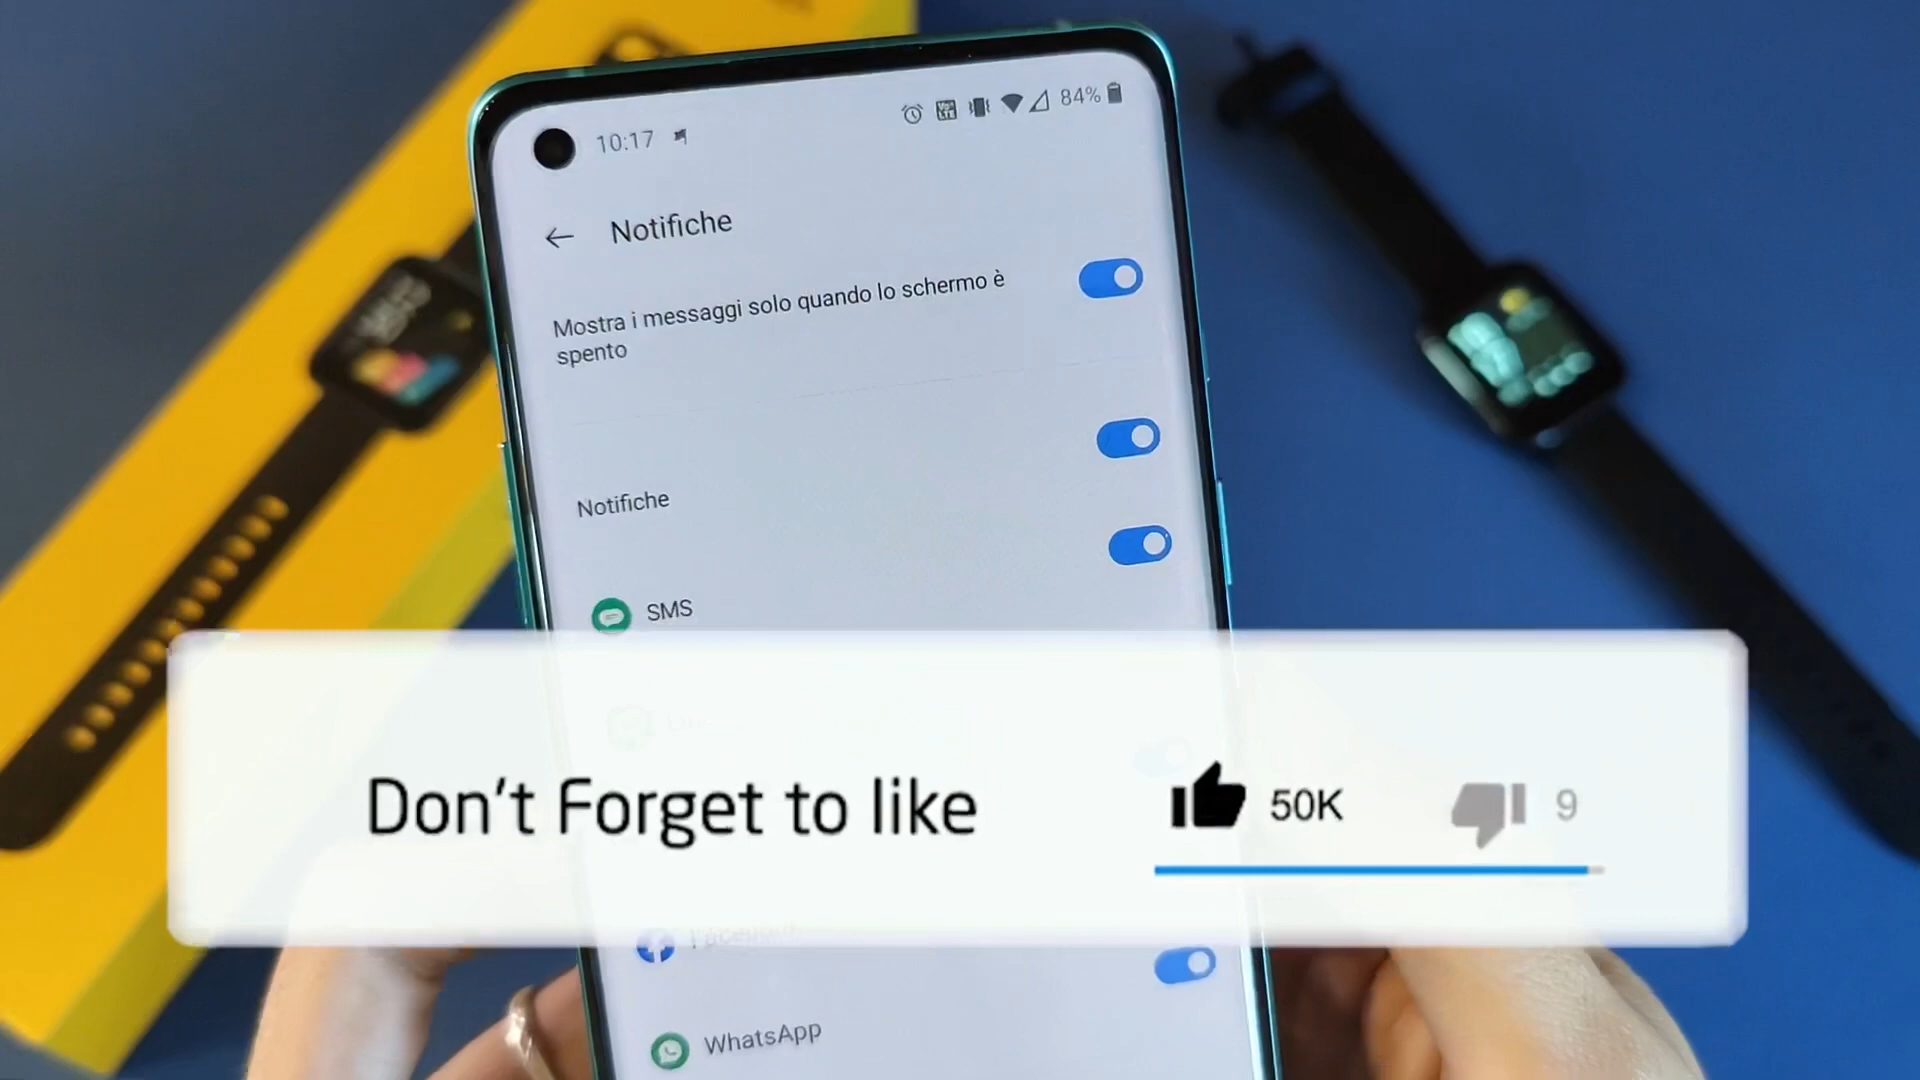 10:17
84%
Notifiche
Mostra i messaggi solo quando lo schermo è
spento
Notifiche
SMS
Don't Forget to like
50K
9
Facebook
WhatsApp